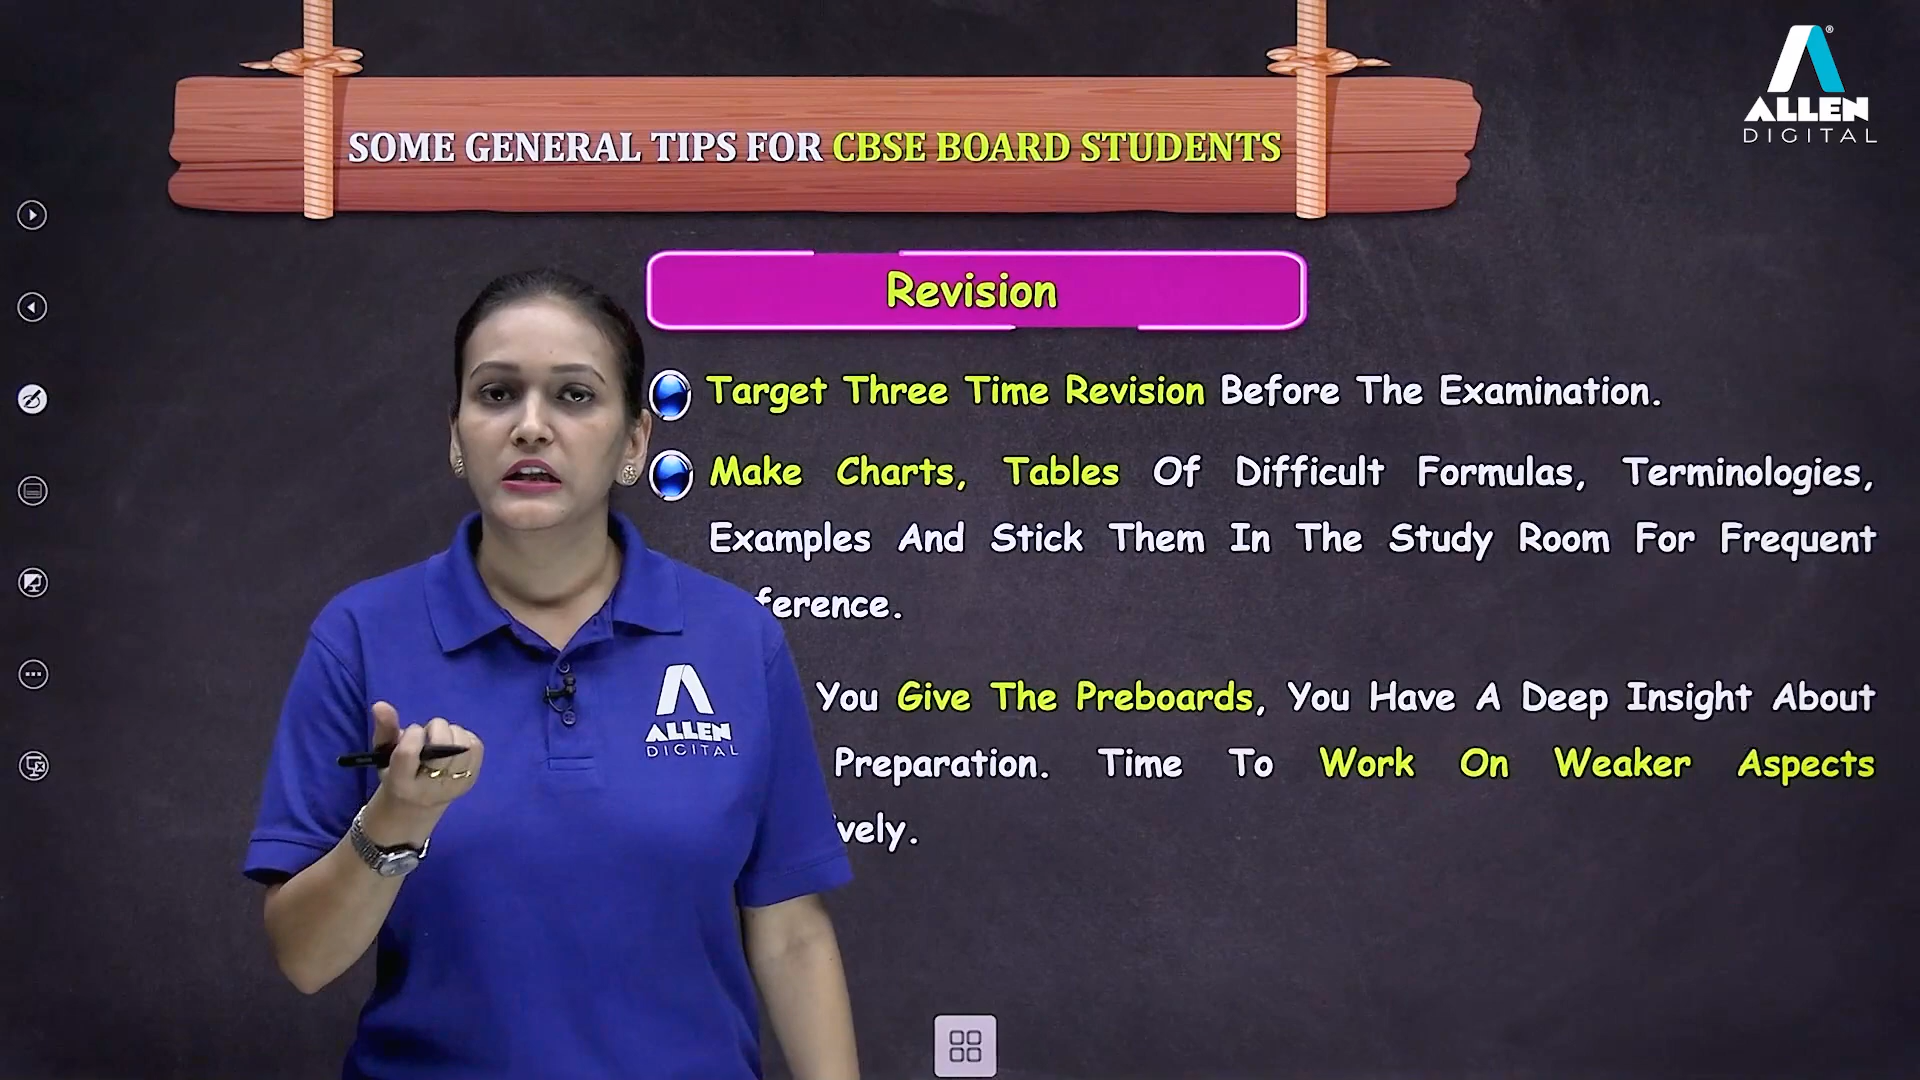 SOME GENERAL TIPS FOR CBSE BOARD STUDENTS
ALLEN
DIGITAL
Revision
Target Three Time Revision Before The Examination.
Make Charts, Tables Of Difficult Formulas, Terminologies,
Examples And Stick Them In The Study Room For Frequent
ference.
You Give The Preboards, You Have A Deep Insight About
Preparation. Time To Work On Weaker Aspects
vely.
ALLEN
DIGITAL